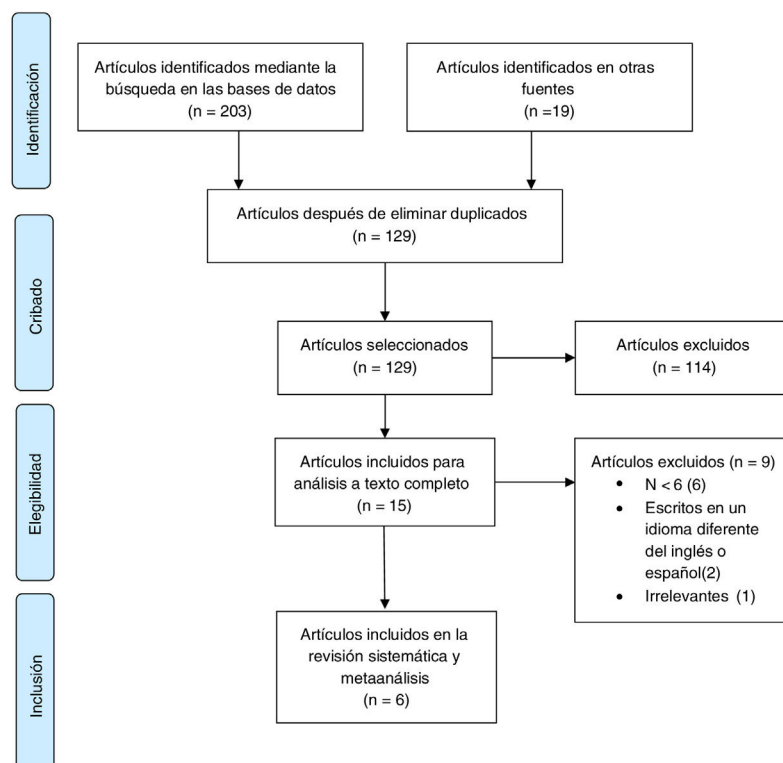 Identificación
Artículos identificados mediante la
búsqueda en las bases de datos
(n = 203)
Artículos identificados en otras
fuentes
(n =19)
Artículos después de eliminar duplicados
(n = 129)
Cribado
Artículos seleccionados
(n = 129)
Artículos excluidos
(n = 114)
Elegibilidad
Artículos incluidos para
análisis a texto completo
(n = 15)
Artículos excluidos (n = 9)
• N < 6 (6)
• Escritos en un
idioma diferente
del inglés o
español(2)
• Irrelevantes (1)
Inclusión
Artículos incluidos en la
revisión sistemática y
metaanálisis
(n = 6)